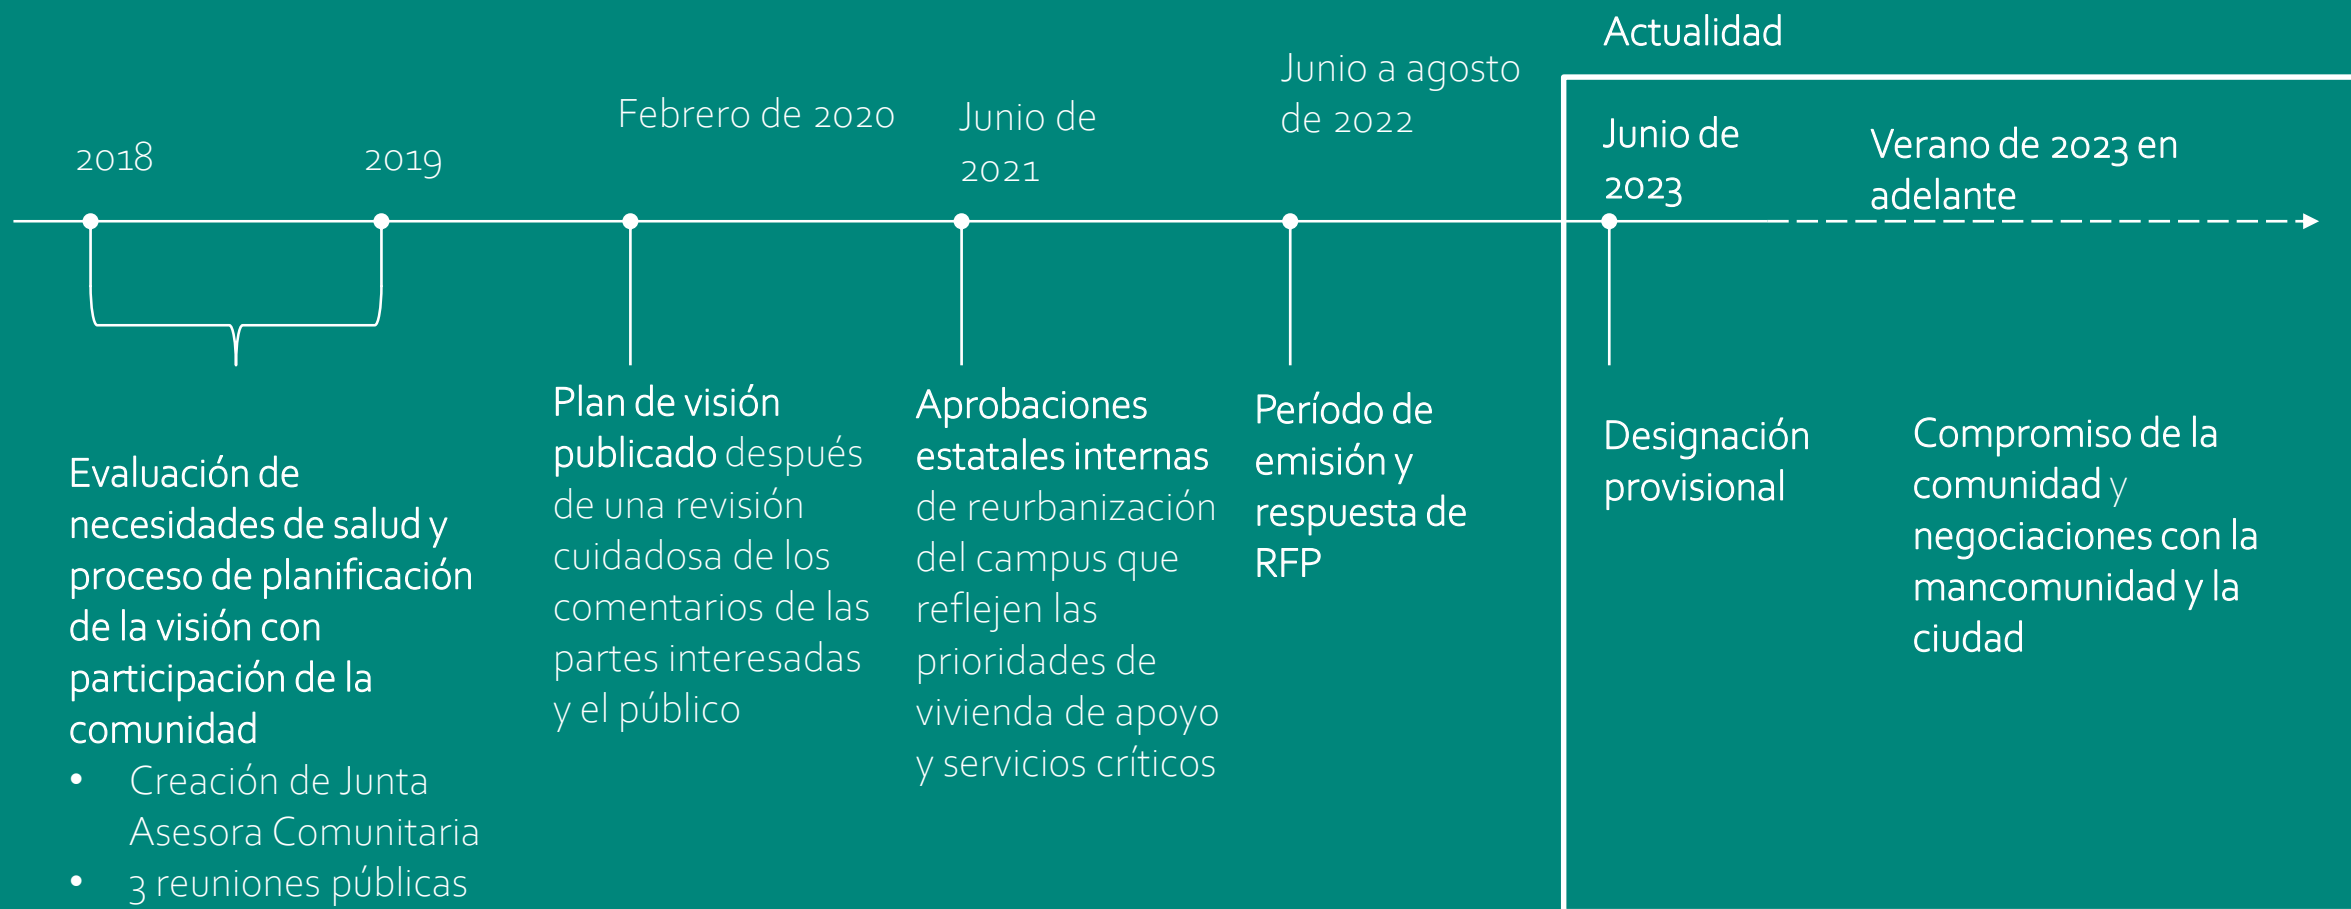 Actualidad
2018
2019
Febrero de 2020
Junio de
2021
Junio a agosto
de 2022
Junio de
2023
Verano de 2023 en
adelante
Evaluación de
necesidades de salud y
proceso de planificación
de la visión con
participación de la
comunidad
• Creación de Junta
Asesora Comunitaria
• 3 reuniones públicas
Plan de visión
publicado después
de una revisión
cuidadosa de los
comentarios de las
partes interesadas
y el público
Aprobaciones
estatales internas
de reurbanización
del campus que
reflejen las
prioridades de
vivienda de apoyo
y servicios críticos
Período de
emisión y
respuesta de
RFP
Designación
provisional
Compromiso de la
comunidad y
negociaciones con la
mancomunidad y la
ciudad